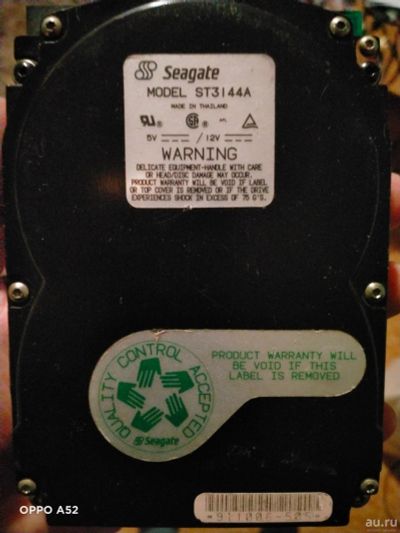 Seagate
MODEL ST3144A
MADE IN THAILAND
5V / 12V
WARNING
DELICATE EQUIPMENT-HANDLE WITH CARE
OR HEAD/DISC DAMAGE MAY OCCUR.
PRODUCT WARRANTY WILL BE VOID IF LABEL
OR TOP COVER IS REMOVED OR IF THE DRIVE
EXPERIENCES SHOCK IN EXCESS OF 75 G'S.
QUALITY CONTROL ACCEPTED
Seagate
PRODUCT WARRANTY WILL
BE VOID IF THIS
LABEL IS REMOVED
OPPO A52
au.ru